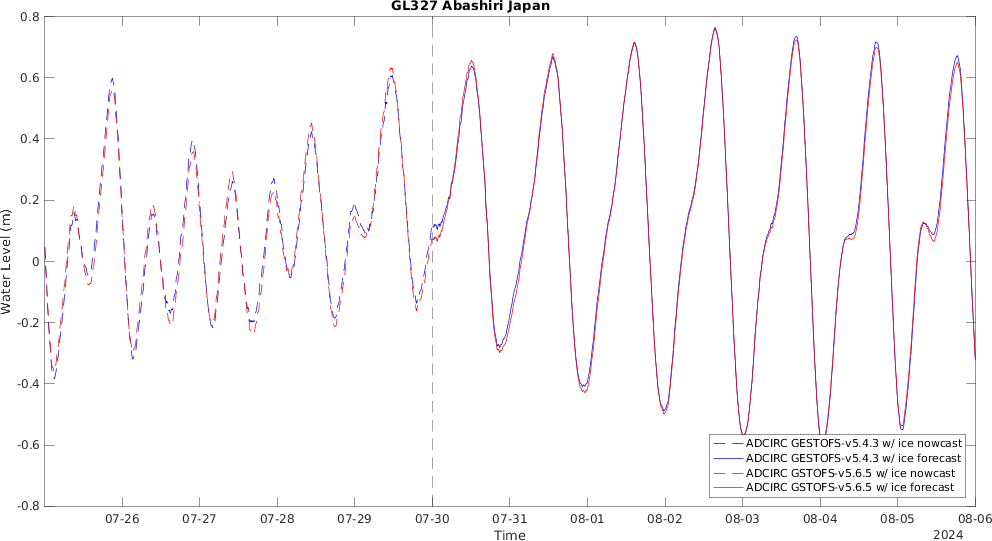 GL327 Abashiri Japan
0.8
0.6
0.4
0.2
0
-0.2
-0.4
-0.6
-0.8
Water Level (m)
ADCIRC GESTOFS-v5.4.3 w/ ice nowcast
ADCIRC GESTOFS-v5.4.3 w/ ice forecast
ADCIRC GSTOFS-v5.6.5 w/ ice nowcast
ADCIRC GSTOFS-v5.6.5 w/ ice forecast
07-26 07-27 07-28 07-29 07-30 07-31 08-01 08-02 08-03 08-04 08-05 08-06
Time
2024